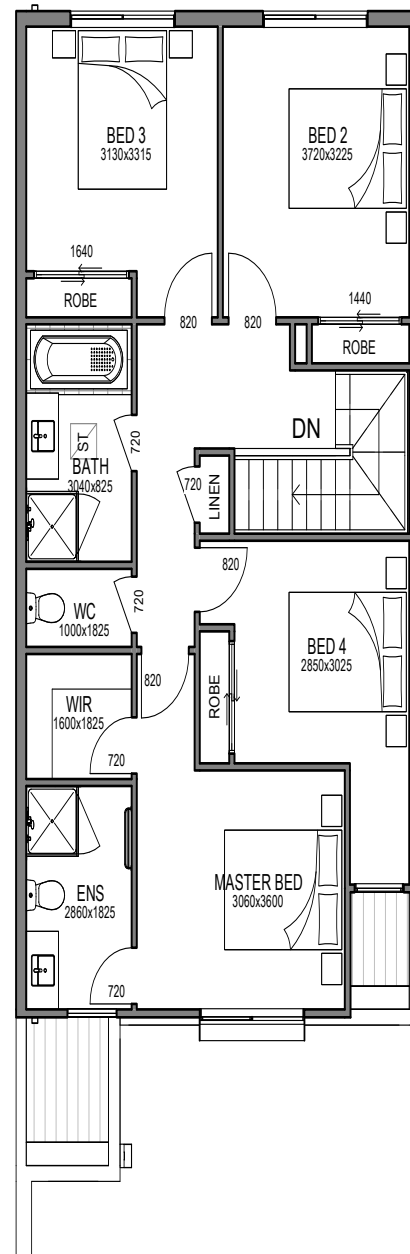 BED 3
3130x3315
BED 2
3720x3225
1640
ROBE
820
820
1440
ROBE
DN
ST
BATH
3040x825
720
720
LINEN
820
WC
1000x1825
720
BED 4
2850x3025
ROBE
820
WIR
1600x1825
720
MASTER BED
3060x3600
ENS
2860x1825
720